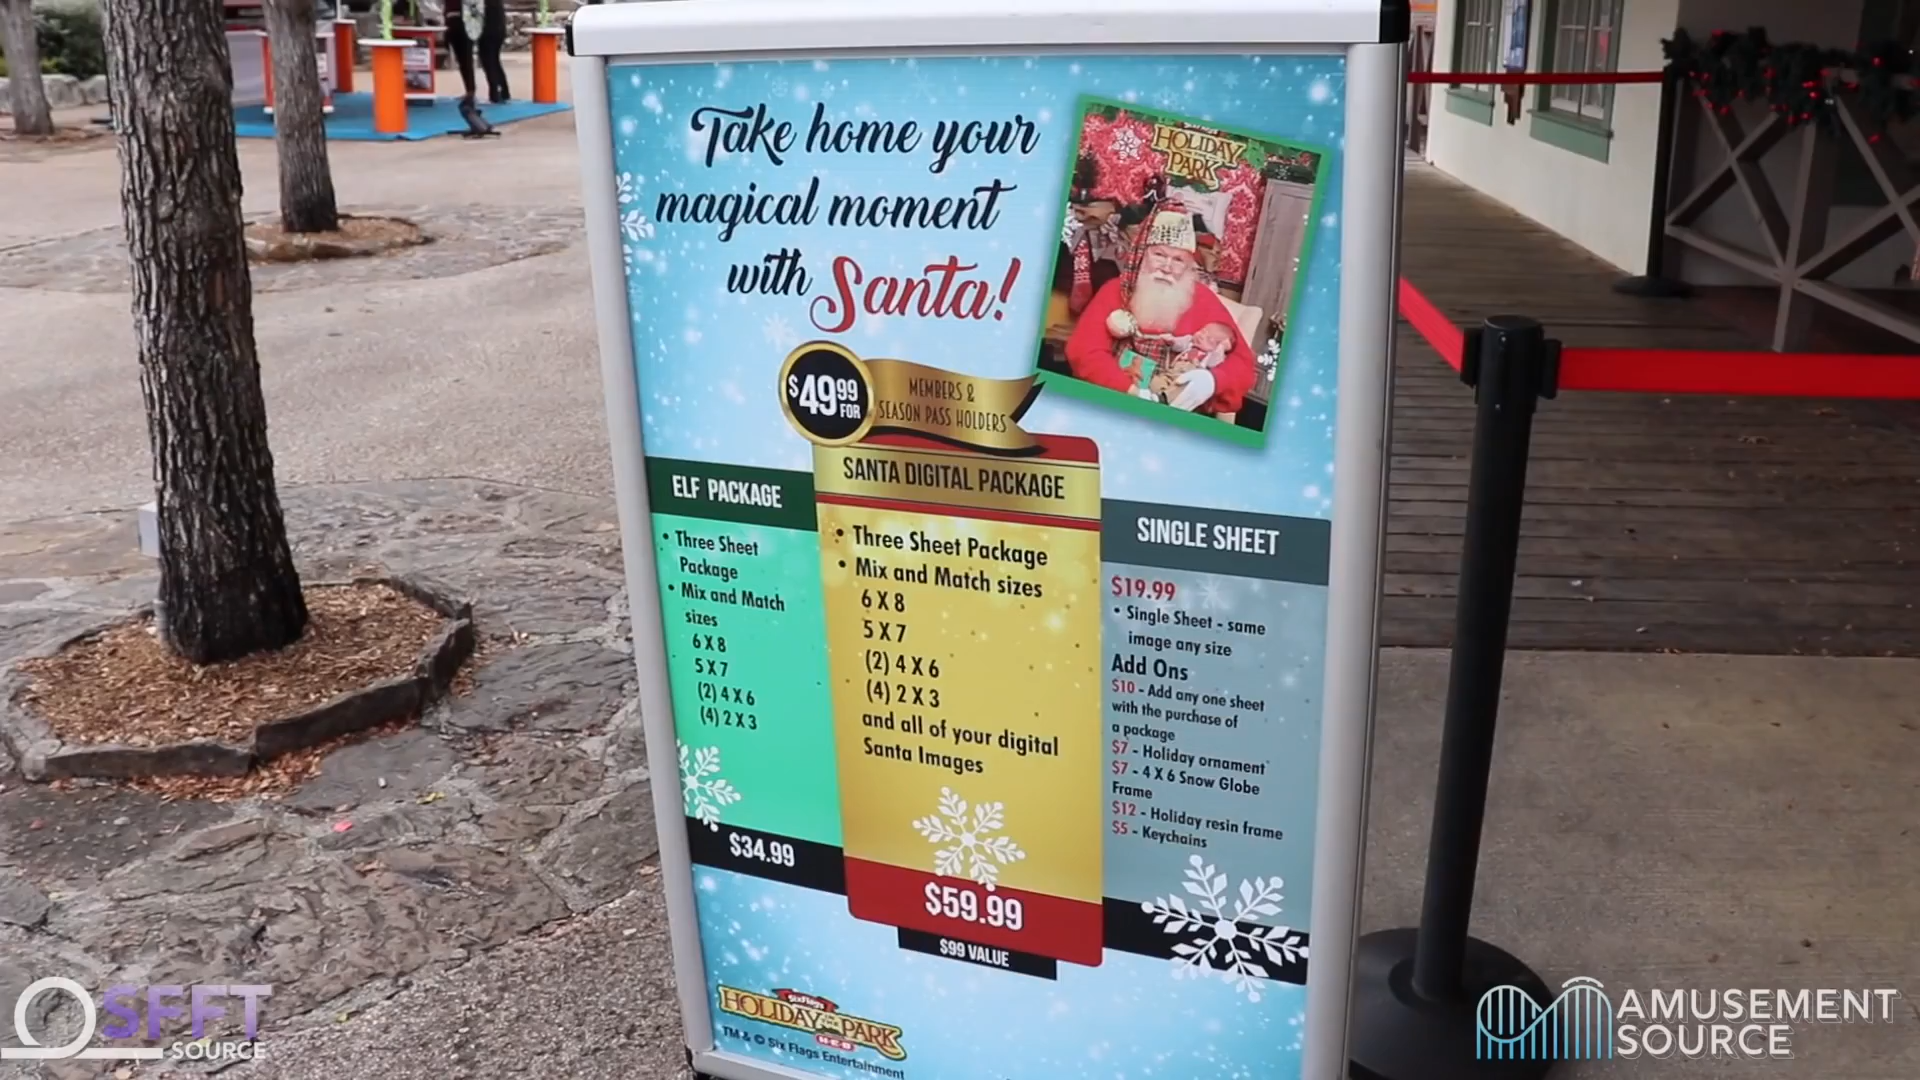 Take home your
magical moment
with Santa!
HOLIDAY
IN THE
PARK
$49.99
FOR
MEMBERS &
SEASON PASS HOLDERS
ELF PACKAGE
• Three Sheet
Package
• Mix and Match
sizes
6 X 8
5 X 7
(2) 4 X 6
(4) 2 X 3
$34.99
SANTA DIGITAL PACKAGE
• Three Sheet Package
• Mix and Match sizes
6 X 8
5 X 7
(2) 4 X 6
(4) 2 X 3
and all of your digital
Santa Images
$59.99
$99 VALUE
SINGLE SHEET
$19.99
• Single Sheet - same
image any size
Add Ons
$10 - Add any one sheet
with the purchase of
a package
$7 - Holiday ornament
$7 - 4 X 6 Snow Globe
Frame
$12 - Holiday resin frame
$5 - Keychains
Six Flags
HOLIDAY IN THE PARK
H-E-B
TM & © Six Flags Entertainment
SFFT
SOURCE
AMUSEMENT
SOURCE